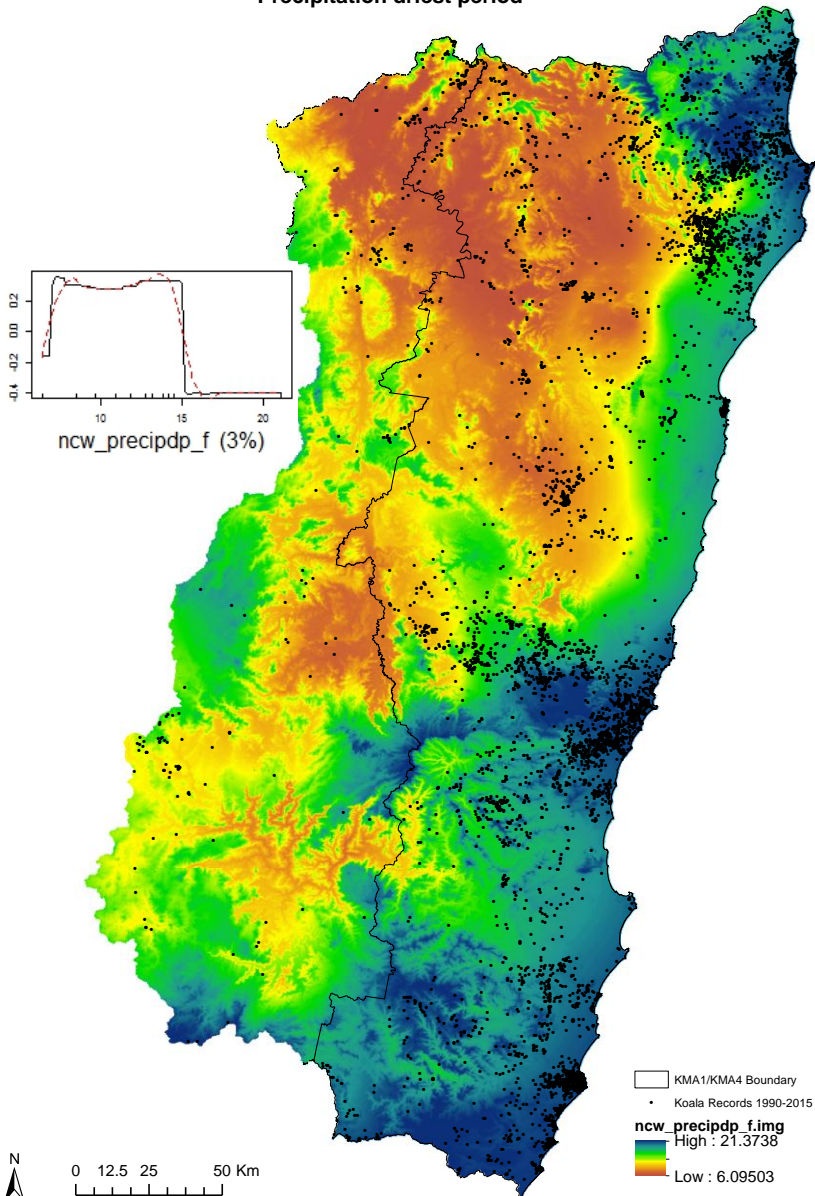 Precipitation driest period
0.2
0.0
-0.2
-0.4
10 15 20
ncw_precipdp_f (3%)
KMA1/KMA4 Boundary
Koala Records 1990-2015
ncw_precipdp_f.img
High : 21.3738
Low : 6.09503
N
0 12.5 25 50 Km